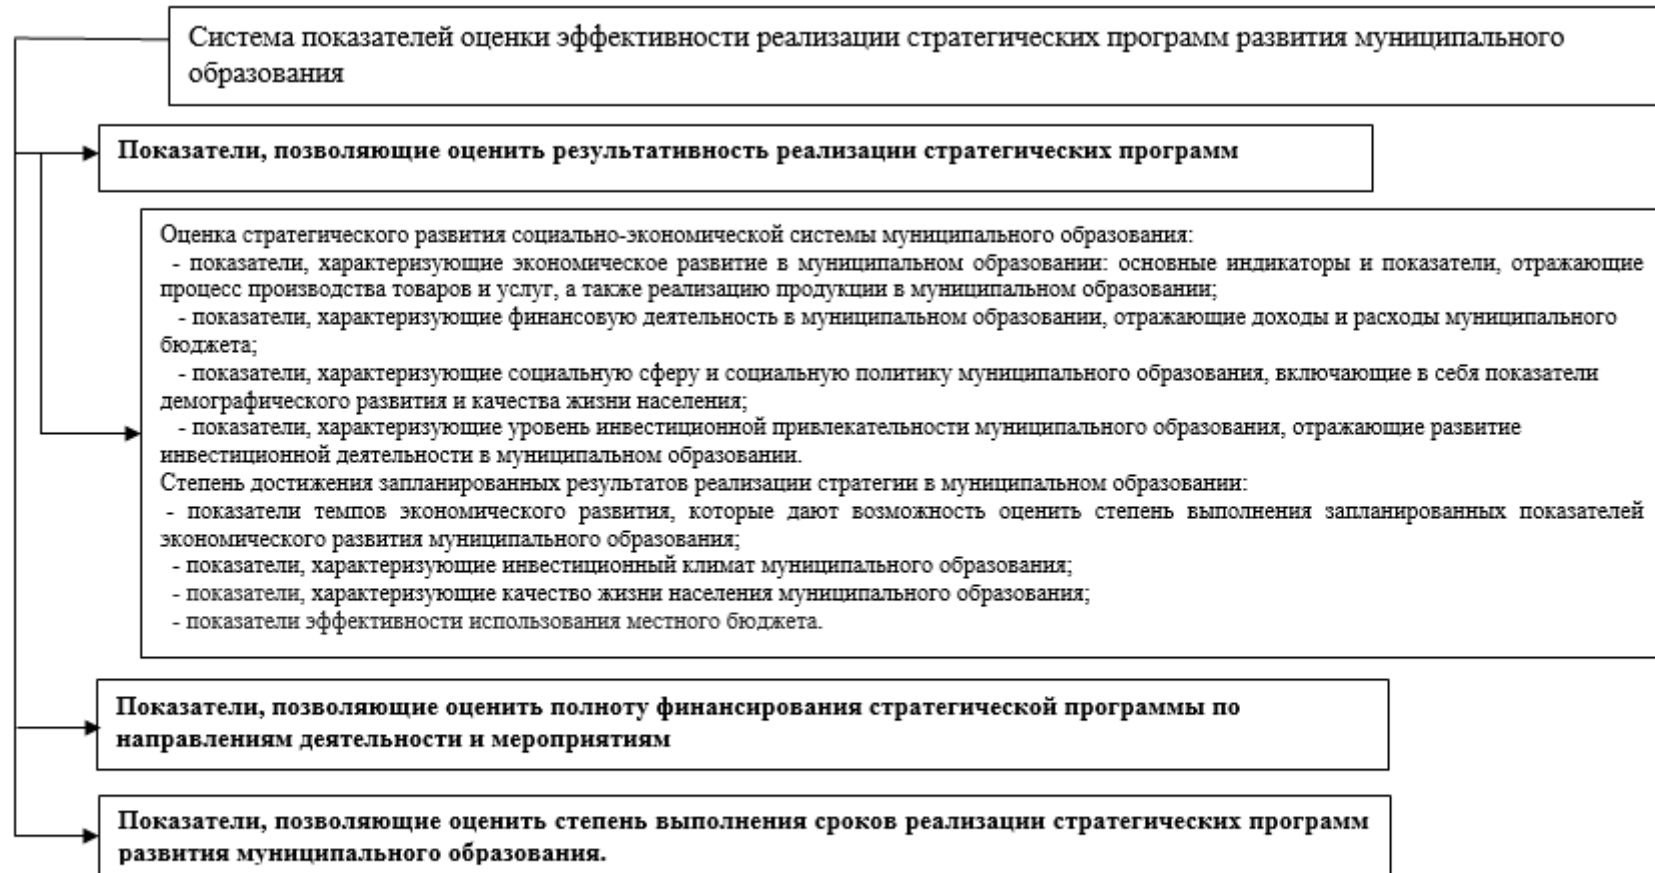 Система показателей оценки эффективности реализации стратегических программ развития муниципального
образования
Показатели, позволяющие оценить результативность реализации стратегических программ
Оценка стратегического развития социально-экономической системы муниципального образования:
- показатели, характеризующие экономическое развитие в муниципальном образовании: основные индикаторы и показатели, отражающие
процесс производства товаров и услуг, а также реализацию продукции в муниципальном образовании;
- показатели, характеризующие финансовую деятельность в муниципальном образовании, отражающие доходы и расходы муниципального
бюджета;
- показатели, характеризующие социальную сферу и социальную политику муниципального образования, включающие в себя показатели
демографического развития и качества жизни населения;
- показатели, характеризующие уровень инвестиционной привлекательности муниципального образования, отражающие развитие
инвестиционной деятельности в муниципальном образовании.
Степень достижения запланированных результатов реализации стратегии в муниципальном образовании:
- показатели темпов экономического развития, которые дают возможность оценить степень выполнения запланированных показателей
экономического развития муниципального образования;
- показатели, характеризующие инвестиционный климат муниципального образования;
- показатели, характеризующие качество жизни населения муниципального образования;
- показатели эффективности использования местного бюджета.
Показатели, позволяющие оценить полноту финансирования стратегической программы по
направлениям деятельности и мероприятиям
Показатели, позволяющие оценить степень выполнения сроков реализации стратегических программ
развития муниципального образования.